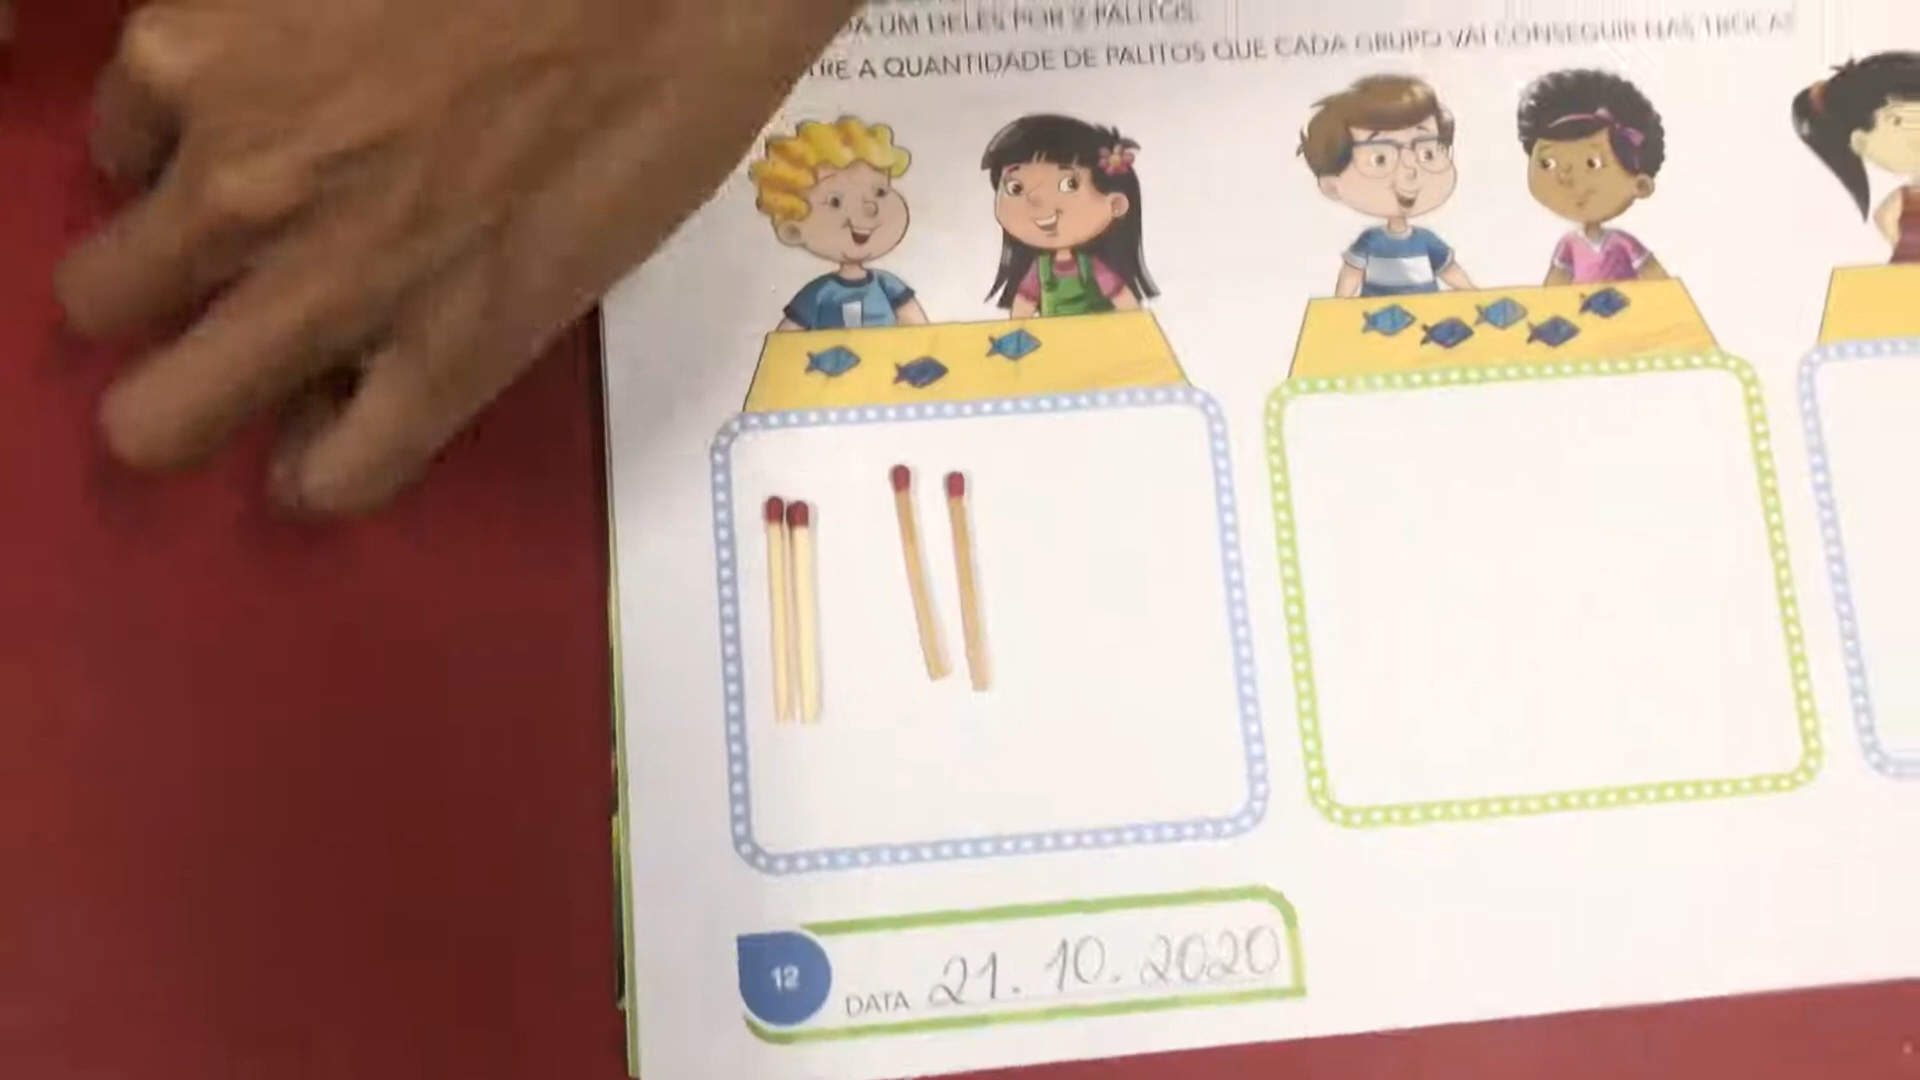 UM DELES POR 2 PALITOS.
A QUANTIDADE DE PALITOS QUE CADA GRUPO VAI CONSEGUIR NAS TROCAS
12
DATA 21.10.2020